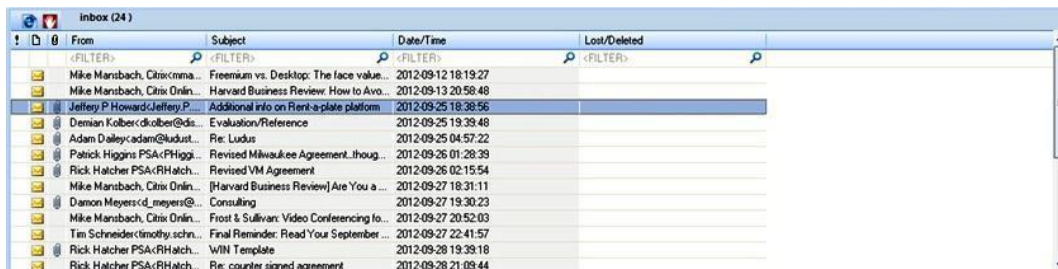 inbox (24)
! From Subject Date/Time Lost/Deleted
<FILTER> <FILTER> <FILTER> <FILTER>
Mike Mansbach, Citrix<mma... Freemium vs. Desktop: The face value... 2012-09-12 18:19:27
Mike Mansbach, Citrix Onlin... Harvard Business Review: How to Avo... 2012-09-13 20:58:48
Jeffery P Howard<Jeffery.P.... Additional info on Rent-a-plate platform 2012-09-25 18:38:56
Demian Kolber<dkolber@dis... Evaluation/Reference 2012-09-25 19:39:48
Adam Dailey<adam@ludust... Re: Ludus 2012-09-25 04:57:22
Patrick Higgins PSA<PHiggi... Revised Milwaukee Agreement..thoug... 2012-09-26 01:28:39
Rick Hatcher PSA<RHatch... Revised VM Agreement 2012-09-26 02:15:54
Mike Mansbach, Citrix Onlin... [Harvard Business Review] Are You a ... 2012-09-27 18:31:11
Damon Meyers<d_meyers@... Consulting 2012-09-27 19:30:23
Mike Mansbach, Citrix Onlin... Frost & Sullivan: Video Conferencing fo... 2012-09-27 20:52:03
Tim Schneider<timothy.schn... Final Reminder: Read Your September ... 2012-09-27 22:41:57
Rick Hatcher PSA<RHatch... WIN Template 2012-09-28 19:39:18
Rick Hatcher PSA<RHatch... Re: counter signed agreement 2012-09-28 21:09:44